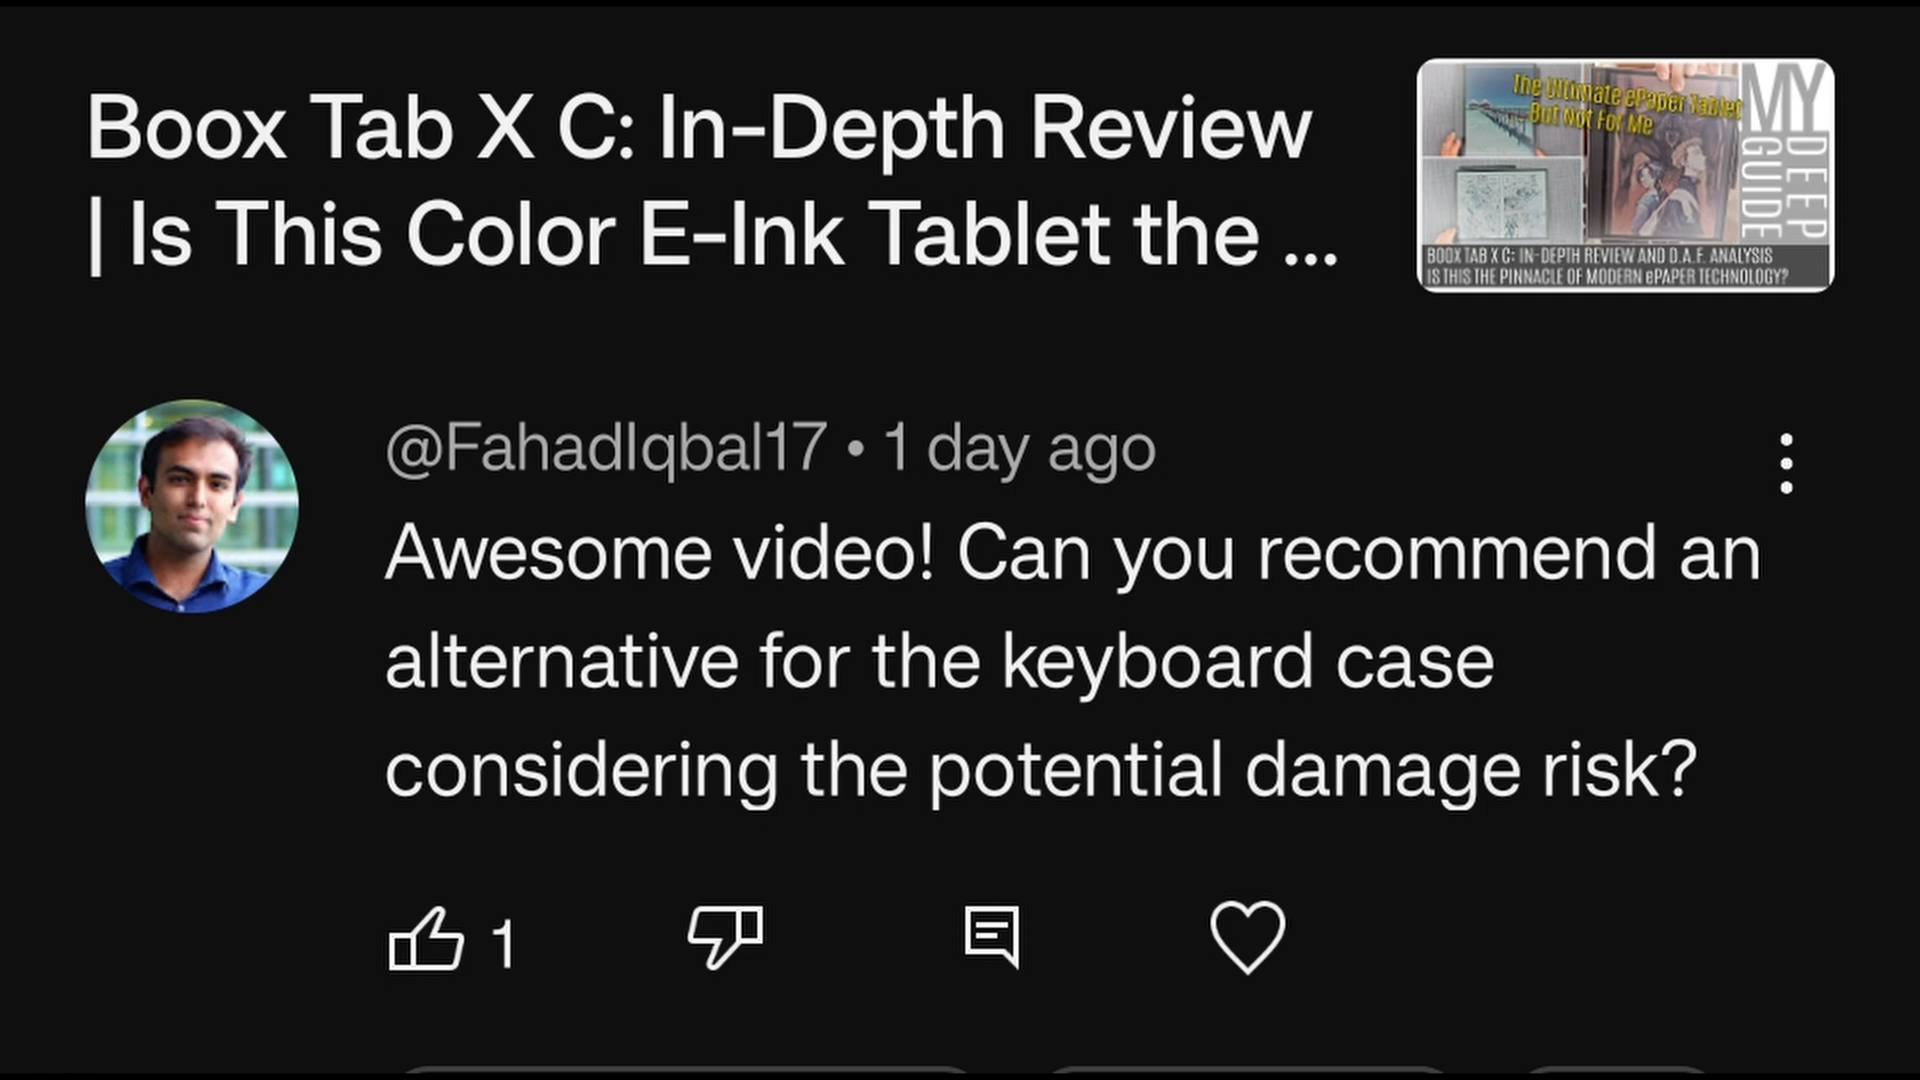 Boox Tab X C: In-Depth Review
| Is This Color E-Ink Tablet the ...
The Ultimate ePaper Tablet
But Not For Me
MY
DEEP
GUIDE
BOOX TAB X C: IN-DEPTH REVIEW AND D.A.F. ANALYSIS
IS THIS THE PINNACLE OF MODERN ePAPER TECHNOLOGY?
@FahadIqbal17 • 1 day ago
Awesome video! Can you recommend an
alternative for the keyboard case
considering the potential damage risk?
1